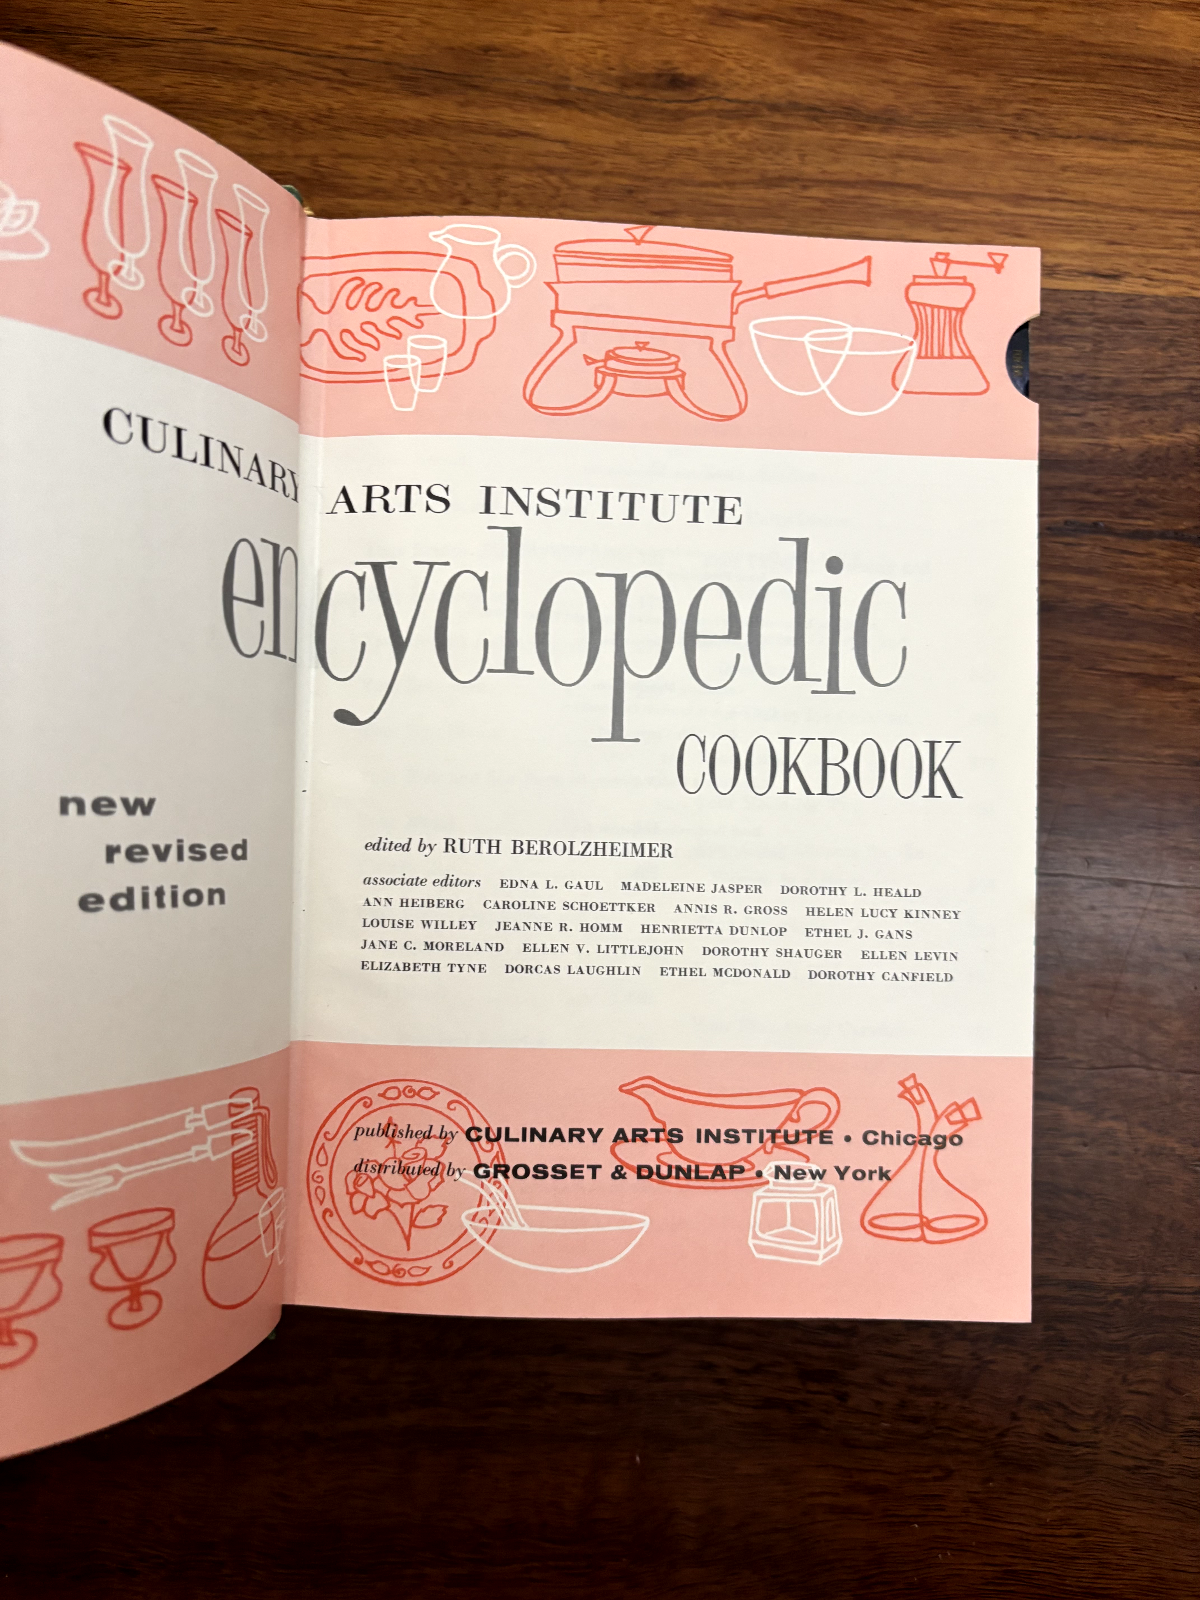 CULINARY ARTS INSTITUTE
encyclopedic
COOKBOOK
new
revised
edition
edited by RUTH BEROLZHEIMER
associate editors EDNA L. GAUL MADELEINE JASPER DOROTHY L. HEALD
ANN HEIBERG CAROLINE SCHOETTKER ANNIS R. GROSS HELEN LUCY KINNEY
LOUISE WILLEY JEANNE R. HOMM HENRIETTA DUNLOP ETHEL J. GANS
JANE C. MORELAND ELLEN V. LITTLEJOHN DOROTHY SHAUGER ELLEN LEVIN
ELIZABETH TYNE DORCAS LAUGHLIN ETHEL MCDONALD DOROTHY CANFIELD
published by CULINARY ARTS INSTITUTE • Chicago
distributed by GROSSET & DUNLAP • New York